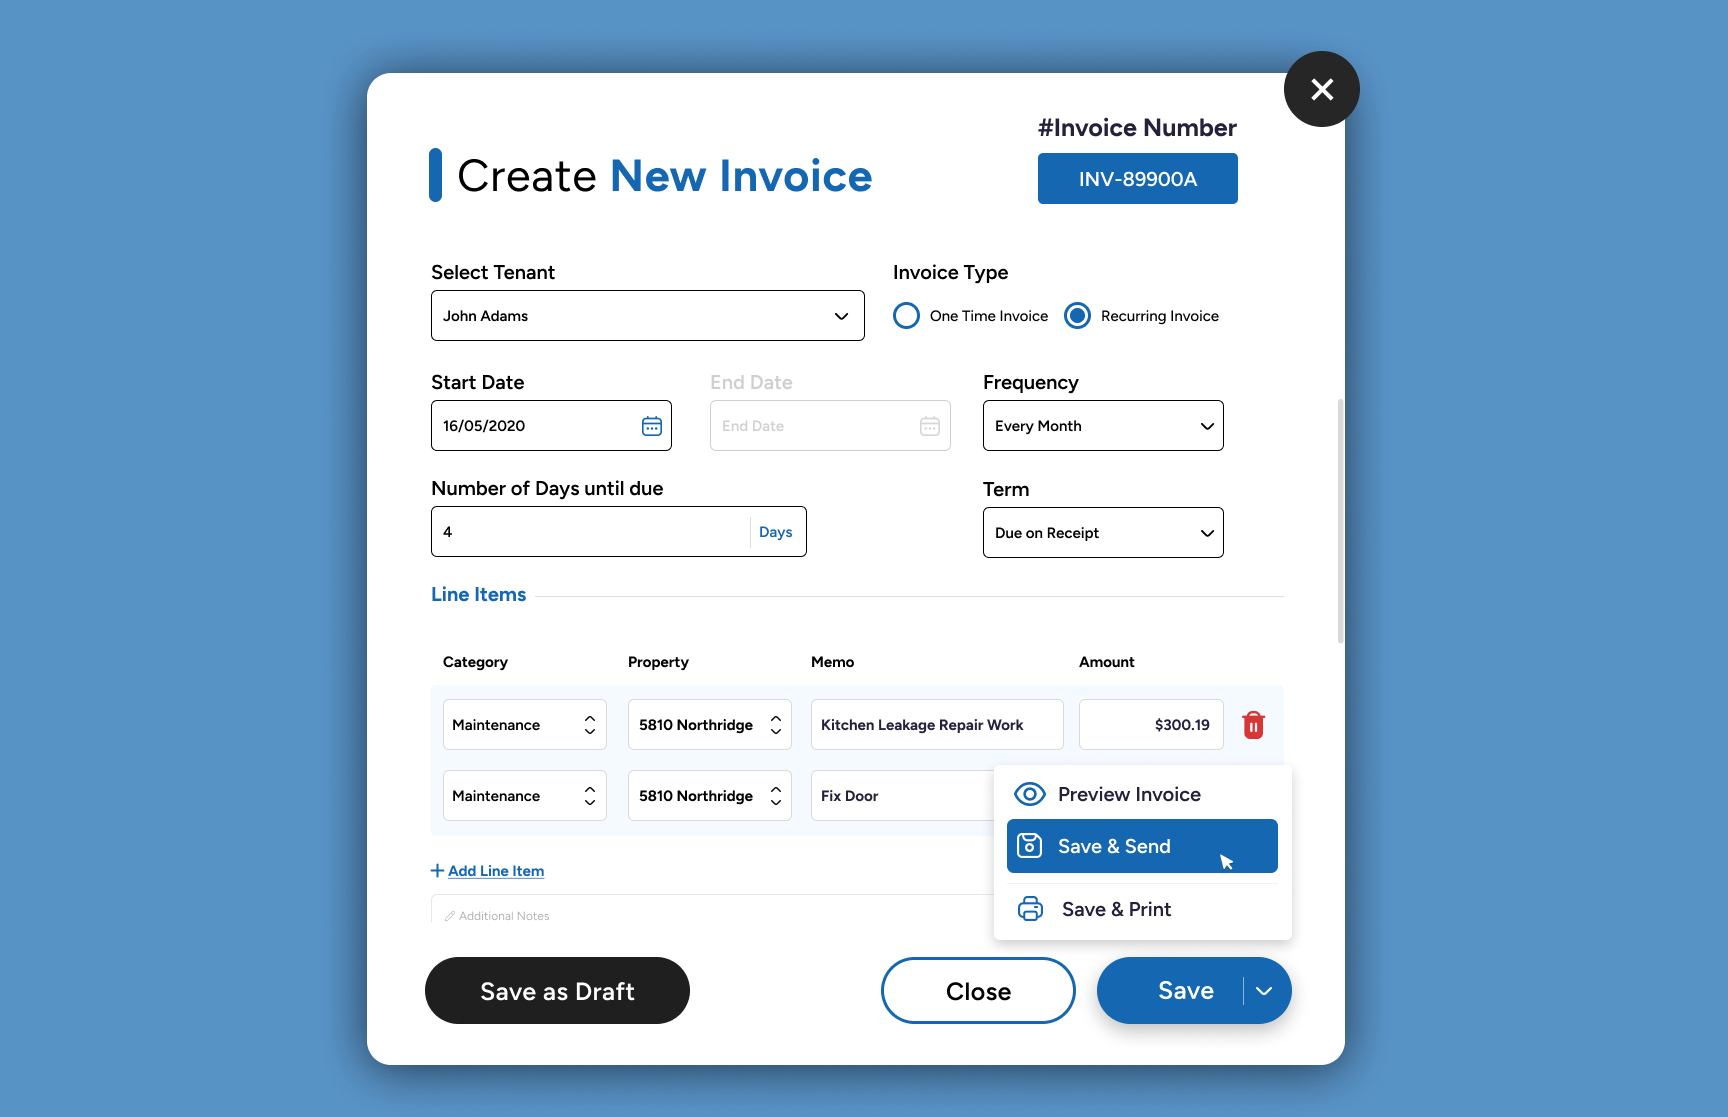 #Invoice Number
Create New Invoice
INV-89900A
Select Tenant
Invoice Type
John Adams
One Time Invoice
Recurring Invoice
Start Date
End Date
Frequency
16/05/2020
End Date
Every Month
Number of Days until due
Term
4
Days
Due on Receipt
Line Items
Category
Property
Memo
Amount
Maintenance
5810 Northridge
Kitchen Leakage Repair Work
$300.19
Maintenance
5810 Northridge
Fix Door
Preview Invoice
Save & Send
Save & Print
Add Line Item
Additional Notes
Save as Draft
Close
Save